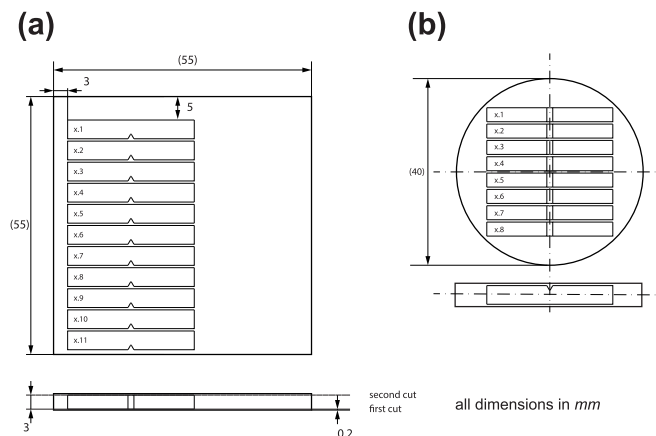 (a)
(b)
(55)
3
5
(55)
x.1
x.2
x.3
x.4
x.5
x.6
x.7
x.8
x.9
x.10
x.11
(40)
x.1
x.2
x.3
x.4
x.5
x.6
x.7
x.8
second cut
first cut
3
0.2
all dimensions in mm